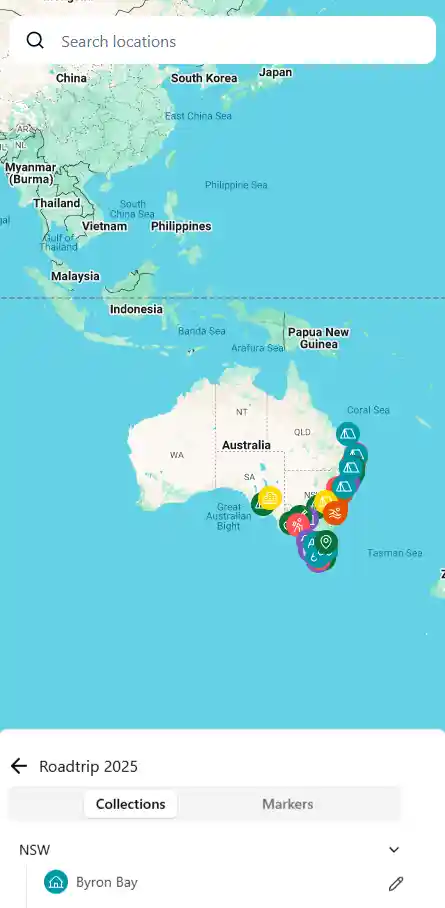 Search locations
China
South Korea
Japan
East China Sea
AR
NL
Myanmar
(Burma)
Philippine Sea
Thailand
South
China Sea
Vietnam
Philippines
Gulf of
Thailand
Malaysia
Indonesia
Banda Sea
Arafura Sea
Papua New
Guinea
Coral Sea
NT
QLD
Australia
WA
SA
Great
Australian
Bight
Tasman Sea
Roadtrip 2025
Collections
Markers
NSW
Byron Bay